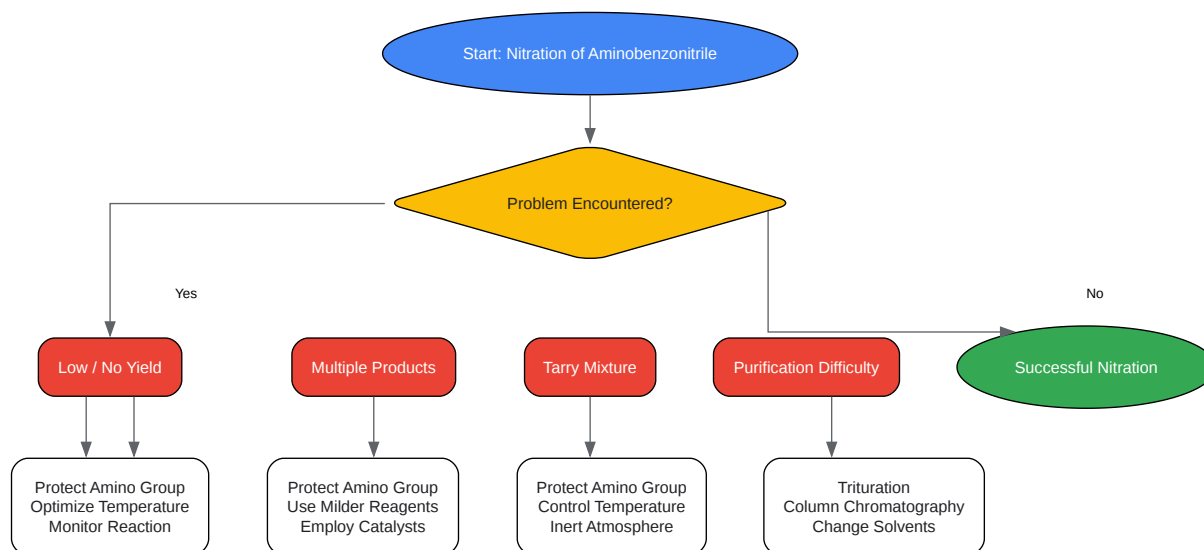 Start: Nitration of Aminobenzonitrile
Problem Encountered?
Yes
No
Low / No Yield
Multiple Products
Tarry Mixture
Purification Difficulty
Successful Nitration
Protect Amino Group
Optimize Temperature
Monitor Reaction
Protect Amino Group
Use Milder Reagents
Employ Catalysts
Protect Amino Group
Control Temperature
Inert Atmosphere
Trituration
Column Chromatography
Change Solvents